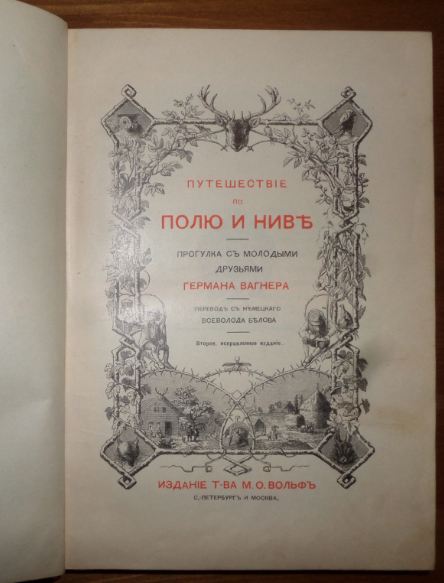 ПУТЕШЕСТВІЕ
ПО
ПОЛЮ И НИВѢ
ПРОГУЛКА СЪ МОЛОДЫМИ
ДРУЗЬЯМИ
ГЕРМАНА ВАГНЕРА
ПЕРЕВОДЪ СЪ НѢМЕЦКАГО
ВСЕВОЛОДА БѢЛОВА
Второе, исправленное изданіе.
ИЗДАНІЕ Т-ВА М. О. ВОЛЬФЪ
С.-ПЕТЕРБУРГЪ И МОСКВА.